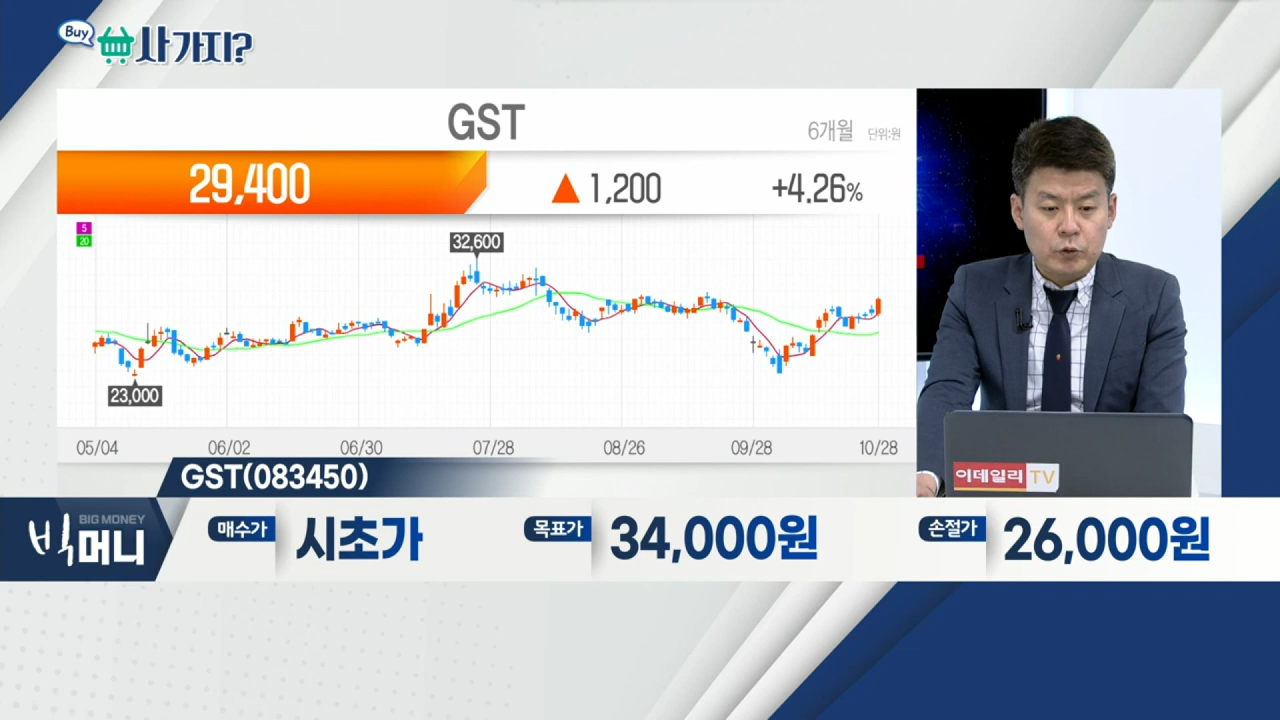 Buy 사가지?
GST
6개월 단위:원
29,400 ▲ 1,200 +4.26%
5
20
32,600
23,000
05/04 06/02 06/30 07/28 08/26 09/28 10/28
GST(083450)
이데일리 TV
BIG MONEY
빅머니
매수가 시초가 목표가 34,000원 손절가 26,000원